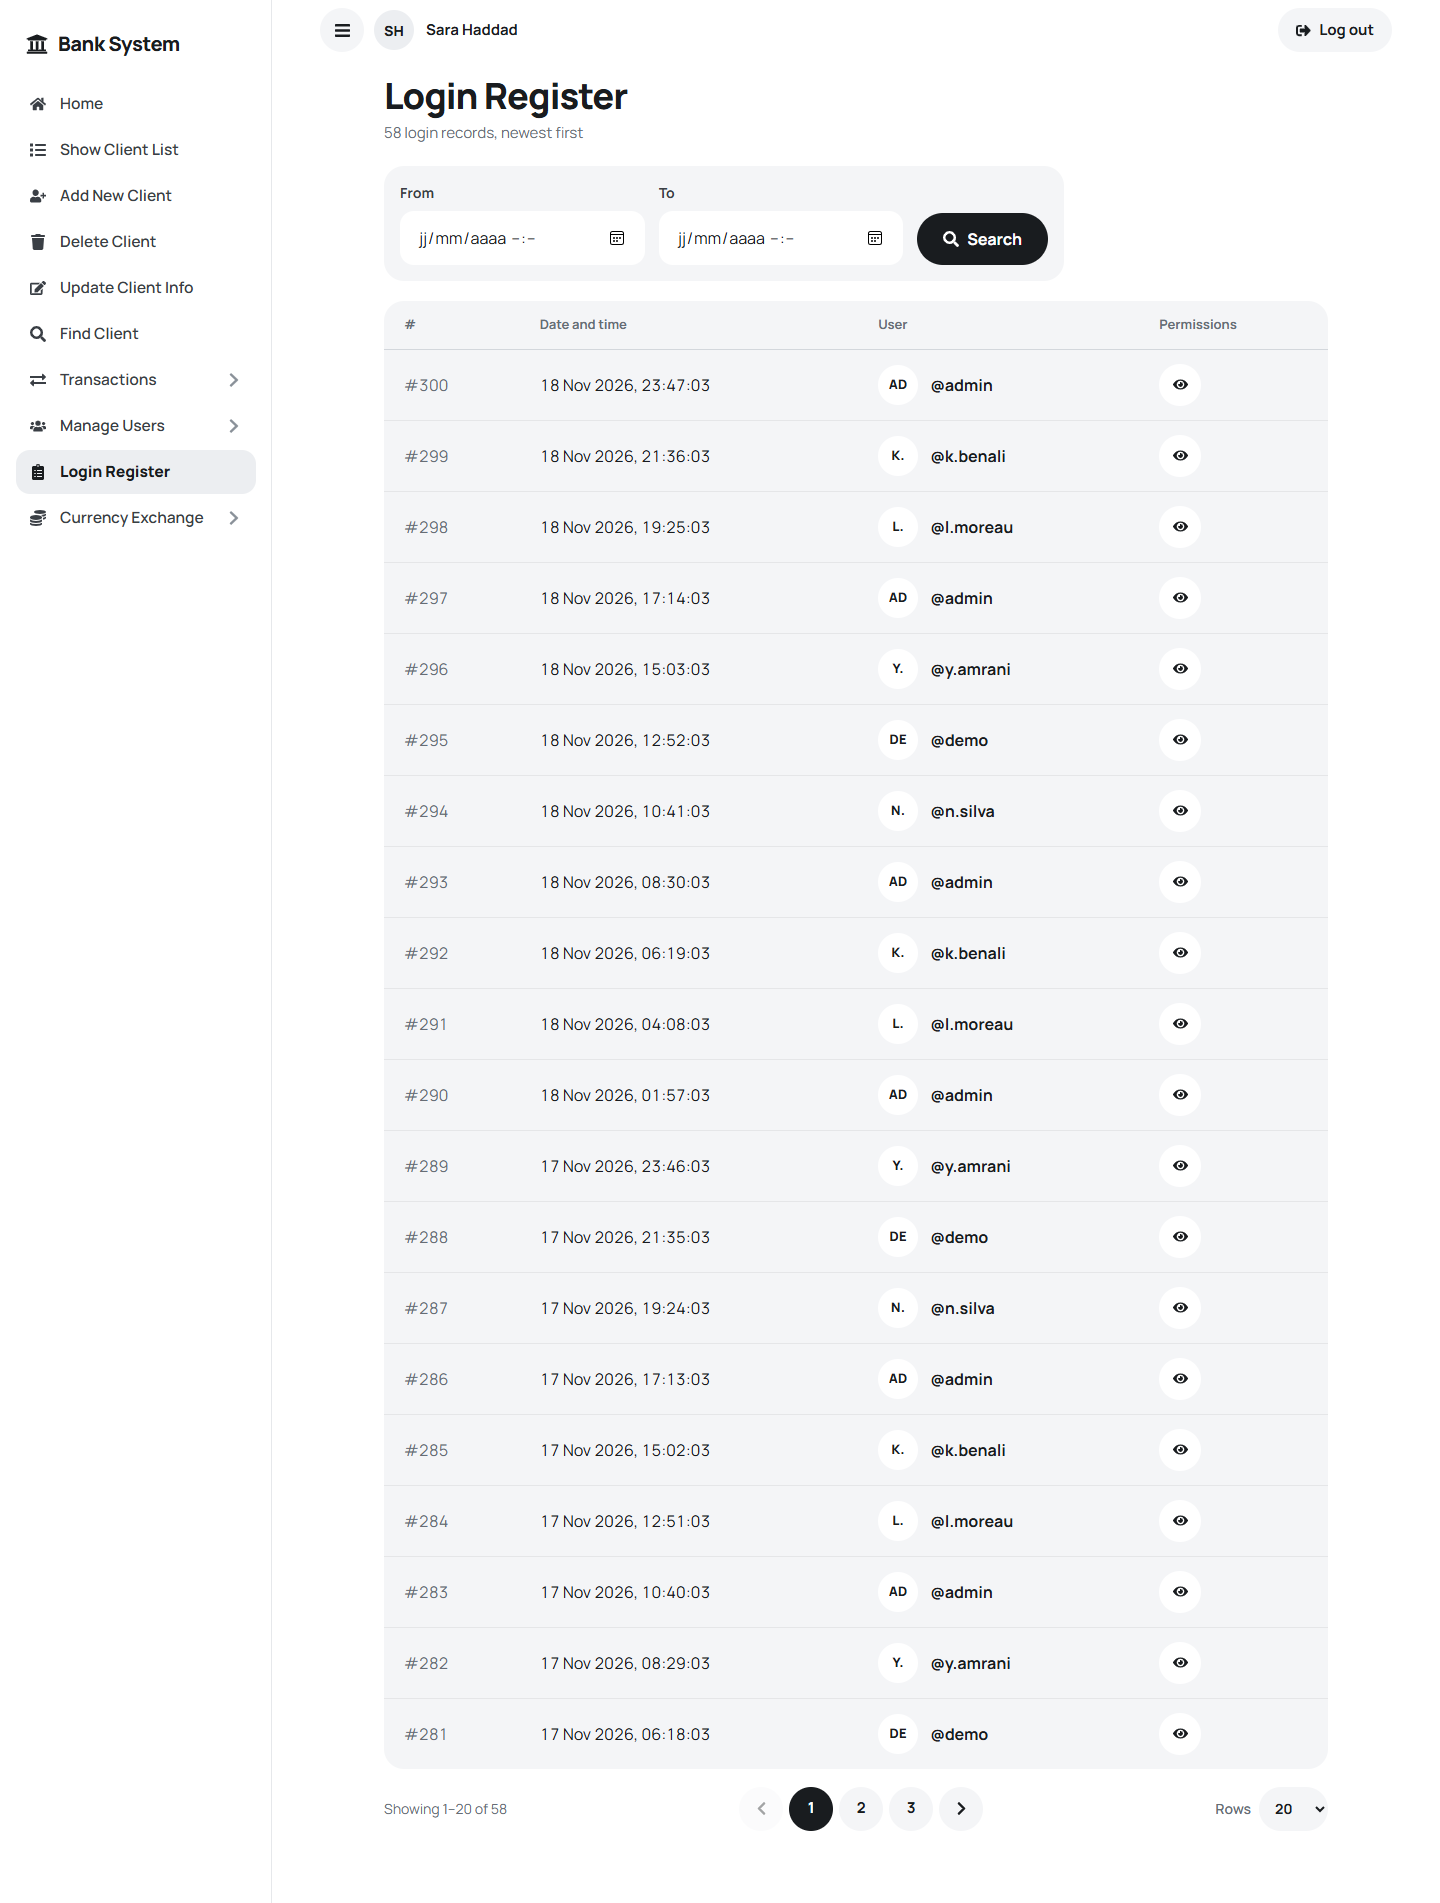 Bank System
Home
Show Client List
Add New Client
Delete Client
Update Client Info
Find Client
Transactions
Manage Users
Login Register
Currency Exchange
SH Sara Haddad
Log out
Login Register
58 login records, newest first
From To
jj/mm/aaaa --:-- jj/mm/aaaa --:-- Search
# Date and time User Permissions
#300 18 Nov 2026, 23:47:03 AD @admin
#299 18 Nov 2026, 21:36:03 K. @k.benali
#298 18 Nov 2026, 19:25:03 L. @l.moreau
#297 18 Nov 2026, 17:14:03 AD @admin
#296 18 Nov 2026, 15:03:03 Y. @y.amrani
#295 18 Nov 2026, 12:52:03 DE @demo
#294 18 Nov 2026, 10:41:03 N. @n.silva
#293 18 Nov 2026, 08:30:03 AD @admin
#292 18 Nov 2026, 06:19:03 K. @k.benali
#291 18 Nov 2026, 04:08:03 L. @l.moreau
#290 18 Nov 2026, 01:57:03 AD @admin
#289 17 Nov 2026, 23:46:03 Y. @y.amrani
#288 17 Nov 2026, 21:35:03 DE @demo
#287 17 Nov 2026, 19:24:03 N. @n.silva
#286 17 Nov 2026, 17:13:03 AD @admin
#285 17 Nov 2026, 15:02:03 K. @k.benali
#284 17 Nov 2026, 12:51:03 L. @l.moreau
#283 17 Nov 2026, 10:40:03 AD @admin
#282 17 Nov 2026, 08:29:03 Y. @y.amrani
#281 17 Nov 2026, 06:18:03 DE @demo
Showing 1–20 of 58 1 2 3 Rows 20